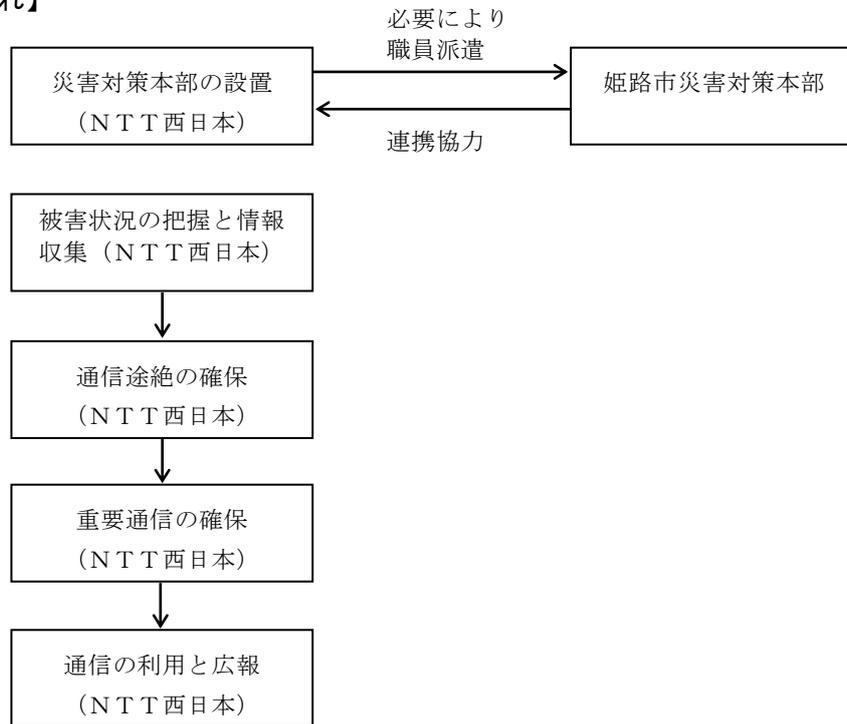 れ】
必要により
職員派遣
災害対策本部の設置
（ＮＴＴ西日本）
姫路市災害対策本部
連携協力
被害状況の把握と情報
収集（ＮＴＴ西日本）
通信途絶の確保
（ＮＴＴ西日本）
重要通信の確保
（ＮＴＴ西日本）
通信の利用と広報
（ＮＴＴ西日本）